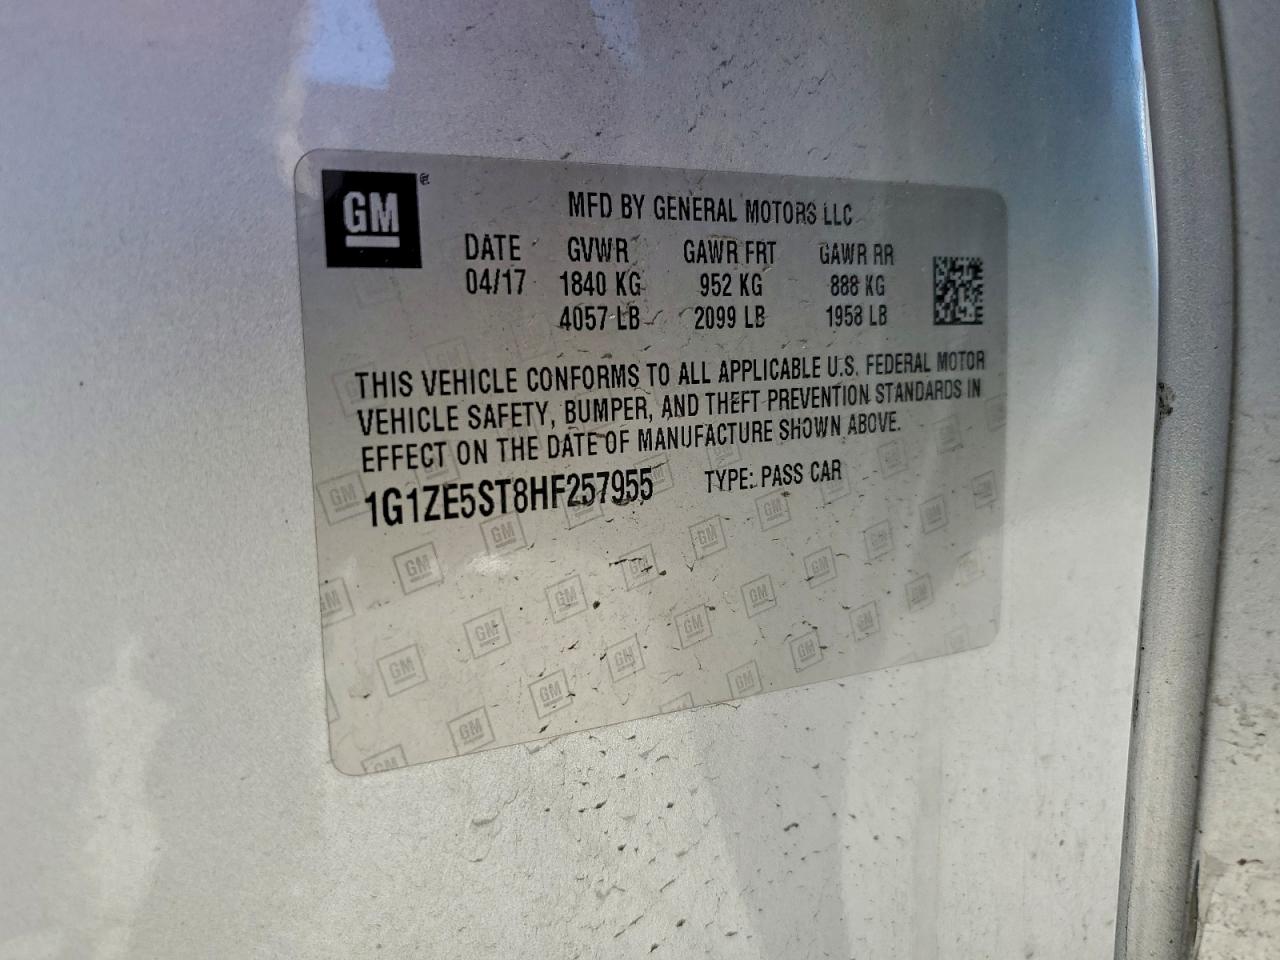 GM
MFD BY GENERAL MOTORS LLC
DATE GVWR GAWR FRT GAWR RR
04/17 1840 KG 952 KG 888 KG
4057 LB 2099 LB 1958 LB
THIS VEHICLE CONFORMS TO ALL APPLICABLE U.S. FEDERAL MOTOR
VEHICLE SAFETY, BUMPER, AND THEFT PREVENTION STANDARDS IN
EFFECT ON THE DATE OF MANUFACTURE SHOWN ABOVE.
1G1ZE5ST8HF257955 TYPE: PASS CAR